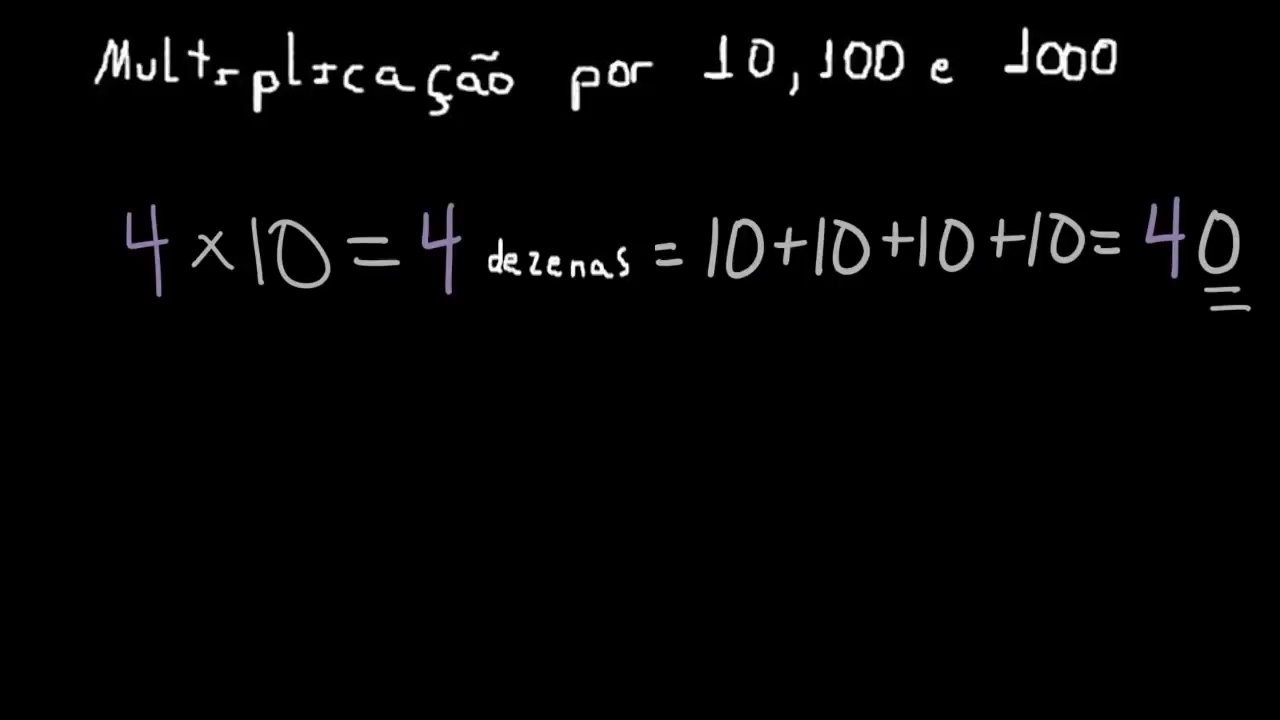 Multiplicação por 10, 100 e 1000
4 × 10 = 4 dezenas = 10+10+10+10= 40